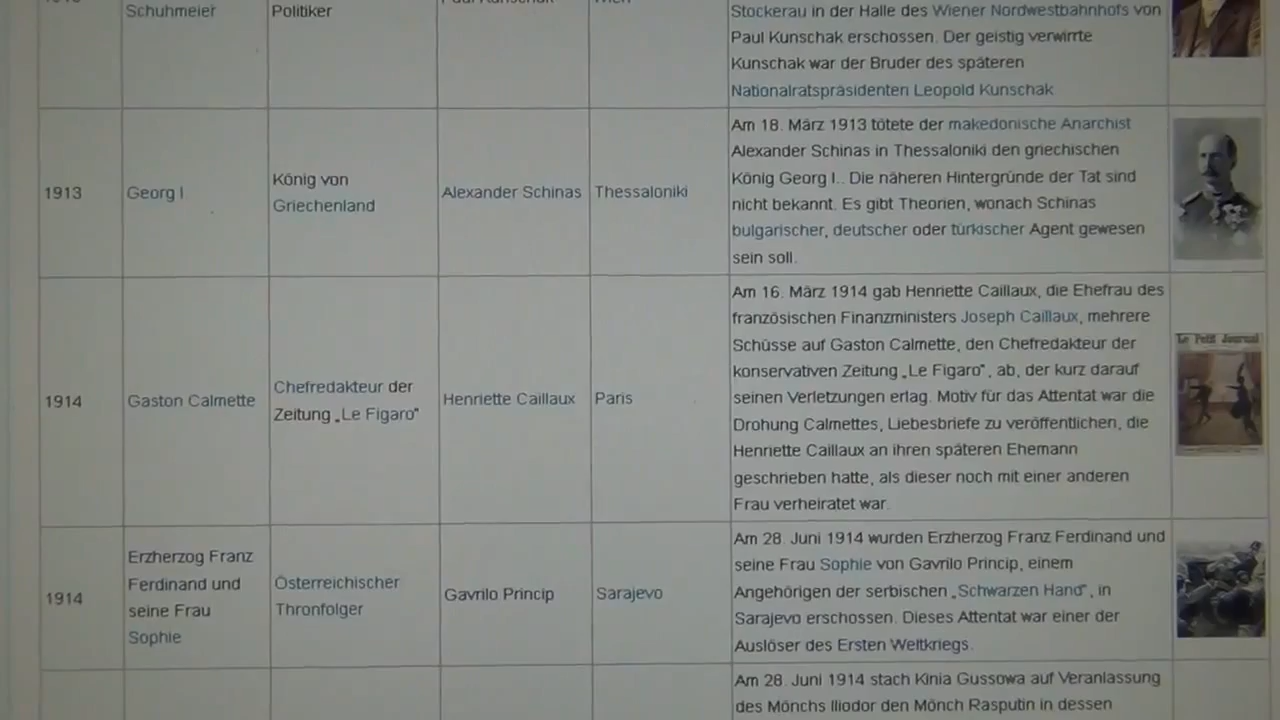 Schuhmeier
Politiker
Stockerau in der Halle des Wiener Nordwestbahnhofs von
Paul Kunschak erschossen. Der geistig verwirrte
Kunschak war der Bruder des späteren
Nationalratspräsidenten Leopold Kunschak
1913
Georg I
König von
Griechenland
Alexander Schinas
Thessaloniki
Am 18. März 1913 tötete der makedonische Anarchist
Alexander Schinas in Thessaloniki den griechischen
König Georg I.. Die näheren Hintergründe der Tat sind
nicht bekannt. Es gibt Theorien, wonach Schinas
bulgarischer, deutscher oder türkischer Agent gewesen
sein soll.
1914
Gaston Calmette
Chefredakteur der
Zeitung „Le Figaro“
Henriette Caillaux
Paris
Am 16. März 1914 gab Henriette Caillaux, die Ehefrau des
französischen Finanzministers Joseph Caillaux, mehrere
Schüsse auf Gaston Calmette, den Chefredakteur der
konservativen Zeitung „Le Figaro“, ab, der kurz darauf
seinen Verletzungen erlag. Motiv für das Attentat war die
Drohung Calmettes, Liebesbriefe zu veröffentlichen, die
Henriette Caillaux an ihren späteren Ehemann
geschrieben hatte, als dieser noch mit einer anderen
Frau verheiratet war.
Le Petit Journal
1914
Erzherzog Franz
Ferdinand und
seine Frau
Sophie
Österreichischer
Thronfolger
Gavrilo Princip
Sarajevo
Am 28. Juni 1914 wurden Erzherzog Franz Ferdinand und
seine Frau Sophie von Gavrilo Princip, einem
Angehörigen der serbischen „Schwarzen Hand“, in
Sarajevo erschossen. Dieses Attentat war einer der
Auslöser des Ersten Weltkriegs.
Am 28. Juni 1914 stach Kinia Gussowa auf Veranlassung
des Mönchs Iliodor den Mönch Rasputin in dessen